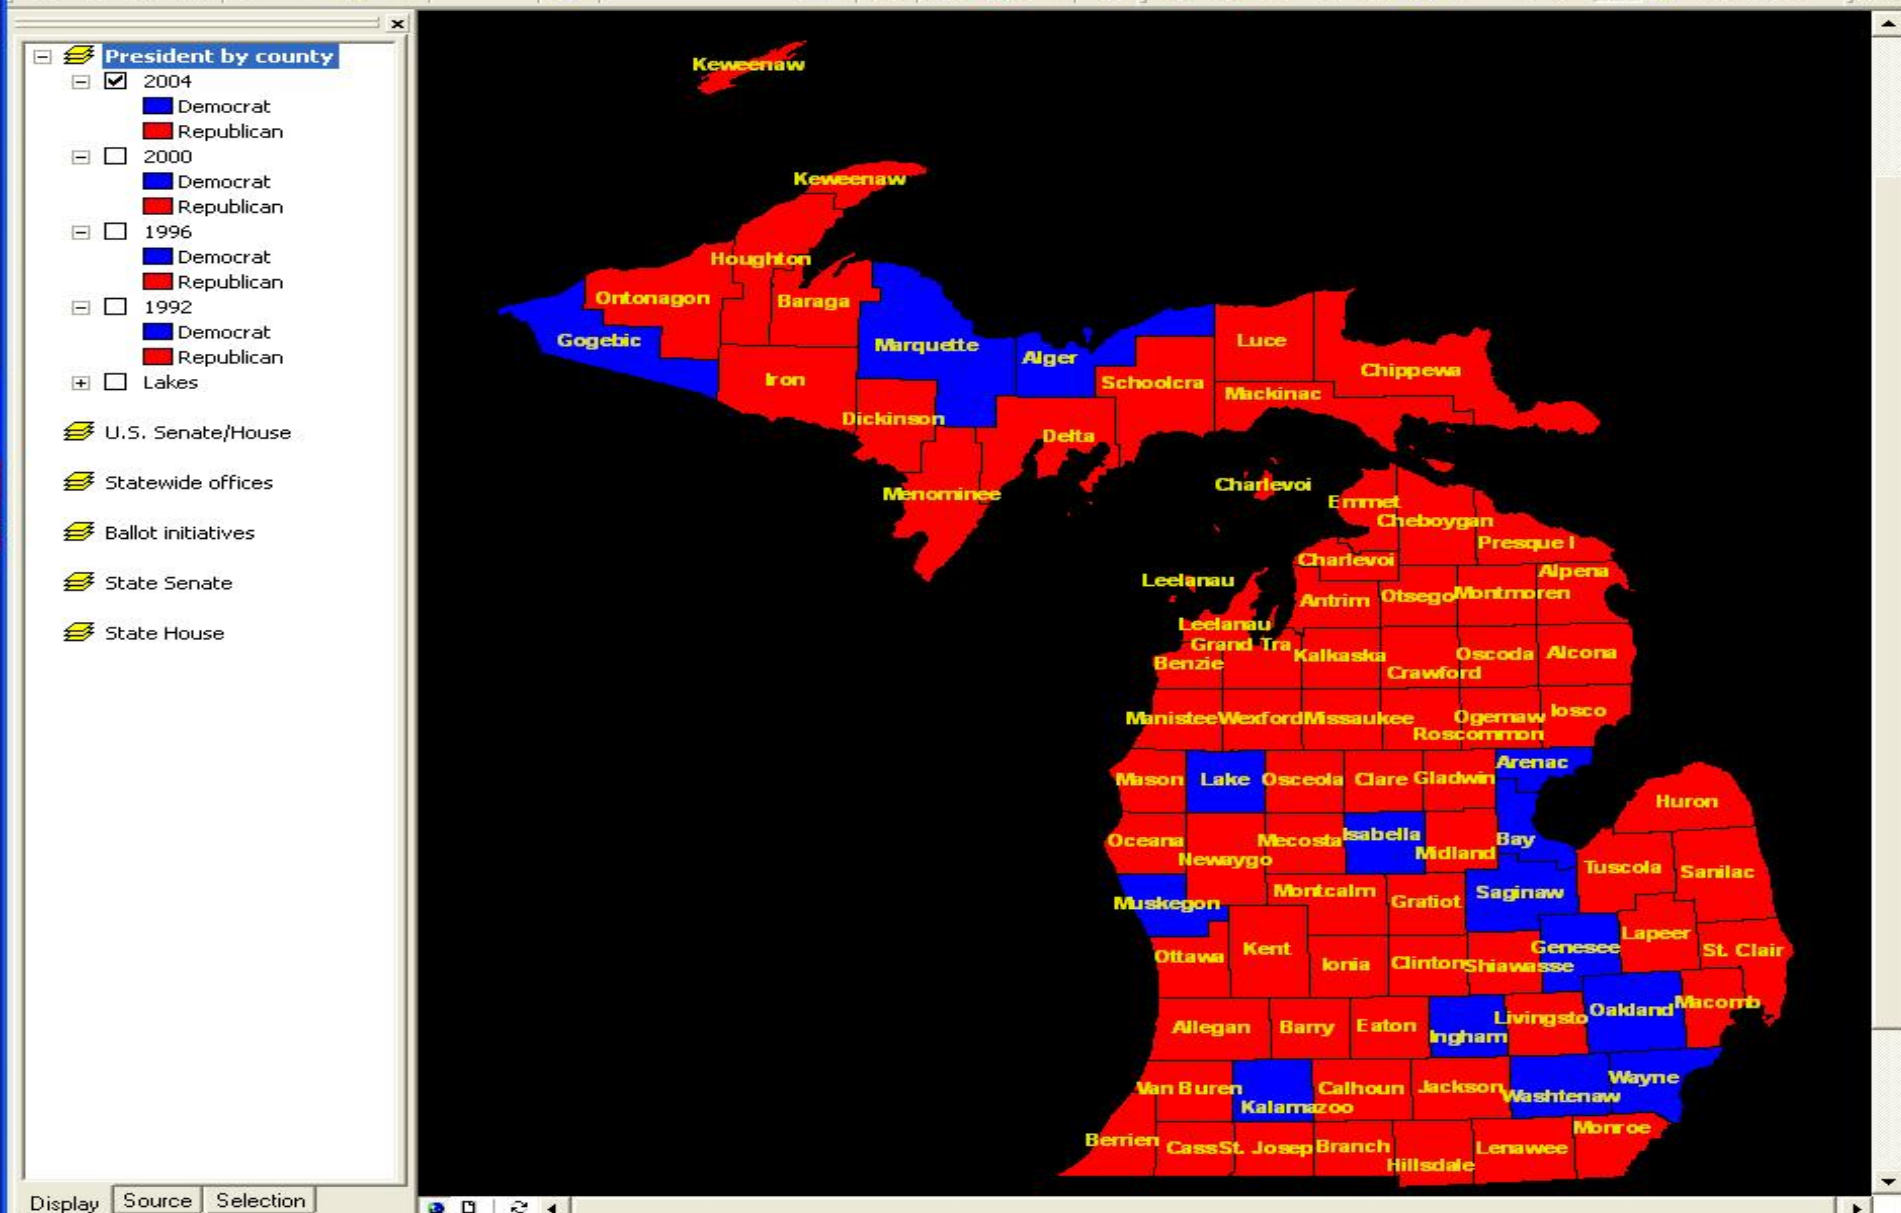 President by county
2004
Democrat
Republican
2000
Democrat
Republican
1996
Democrat
Republican
1992
Democrat
Republican
Lakes
U.S. Senate/House
Statewide offices
Ballot initiatives
State Senate
State House
Display Source Selection
Keweenaw
Keweenaw
Houghton
Ontonagon
Baraga
Gogebic
Marquette
Alger
Luce
Iron
Schoolcra
Chippewa
Mackinac
Dickinson
Delta
Menominee
Charlevoi
Emmet
Cheboygan
Presque I
Charlevoi
Alpena
Leelanau
Antrim
Otsego
Montmoren
Leelanau
Grand Tra
Benzie
Kalkaska
Crawford
Oscoda
Alcona
Manistee
Wexford
Missaukee
Ogemaw
Iosco
Roscommon
Arenac
Mason
Lake
Osceola
Clare
Gladwin
Huron
Oceana
Newaygo
Mecosta
Isabella
Midland
Bay
Tuscola
Sanilac
Muskegon
Montcalm
Gratiot
Saginaw
Ottawa
Kent
Ionia
Clinton
Shiawasse
Genesee
Lapeer
St. Clair
Allegan
Barry
Eaton
Ingham
Livingsto
Oakland
Macomb
Van Buren
Kalamazoo
Calhoun
Jackson
Washtenaw
Wayne
Berrien
Cass
St. Josep
Branch
Hillsdale
Lenawee
Monroe